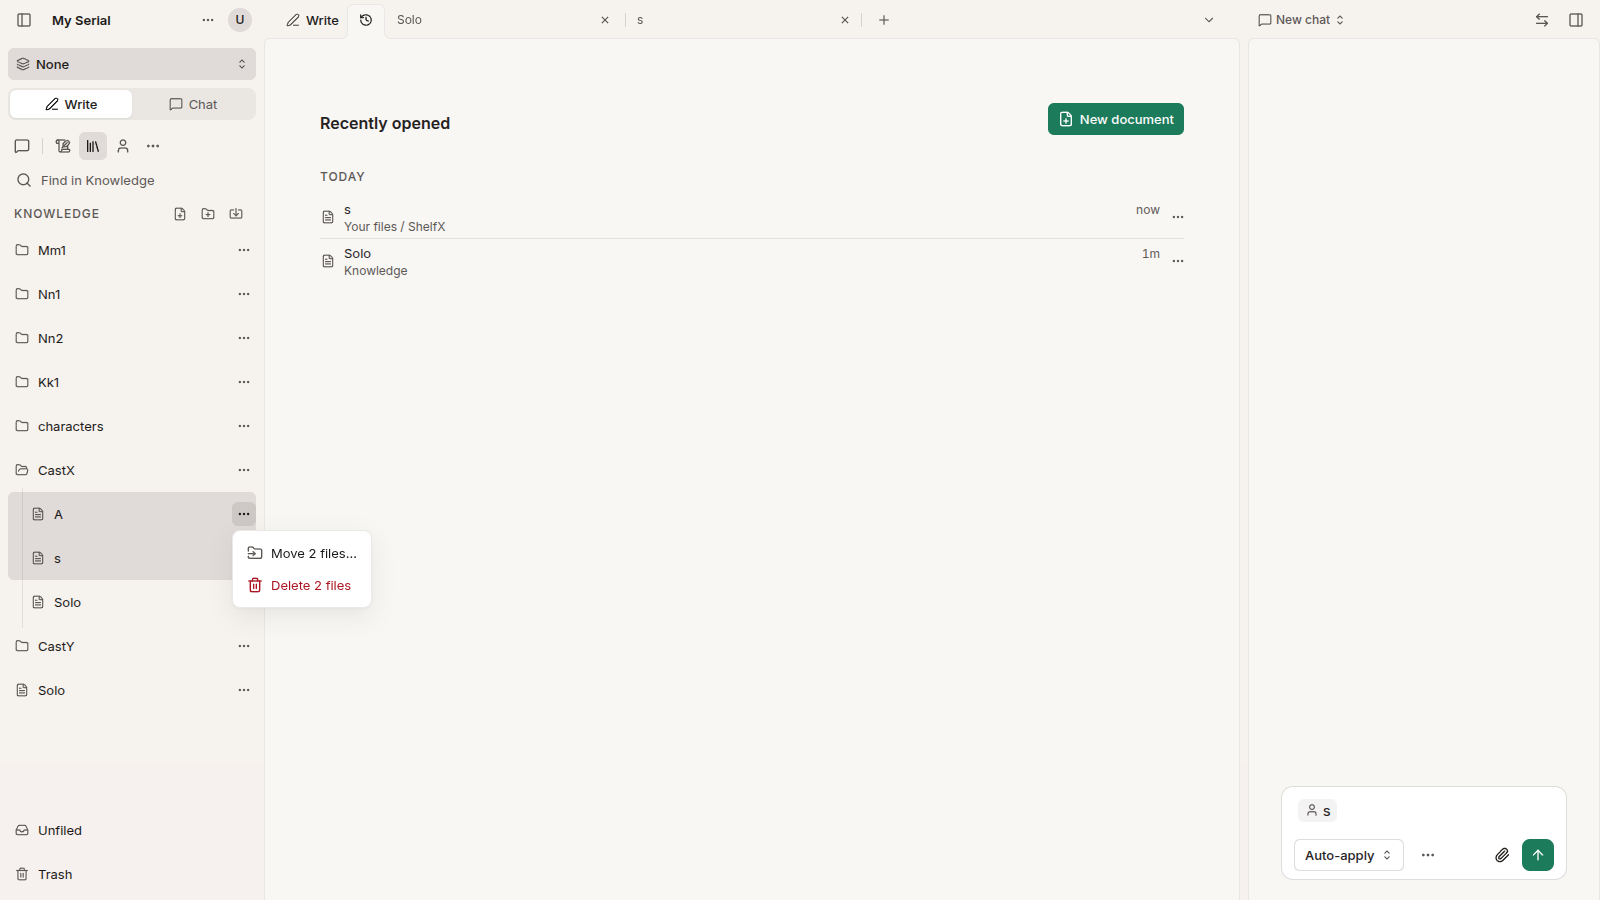 My Serial
U
None
Write
Chat
Find in Knowledge
KNOWLEDGE
Mm1
Nn1
Nn2
Kk1
characters
CastX
A
s
Solo
CastY
Solo
Unfiled
Trash
Move 2 files...
Delete 2 files
Write
Solo
s
Recently opened
New document
TODAY
s
now
Your files / ShelfX
Solo
1m
Knowledge
New chat
s
Auto-apply